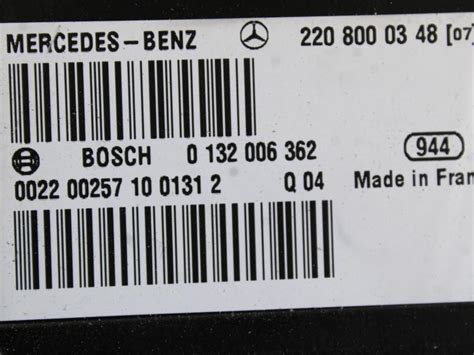 MERCEDES-BENZ 220 800 03 48 [07]
BOSCH 0 132 006 362 944
0022 00257 10 0131 2 Q 04 Made in Fran